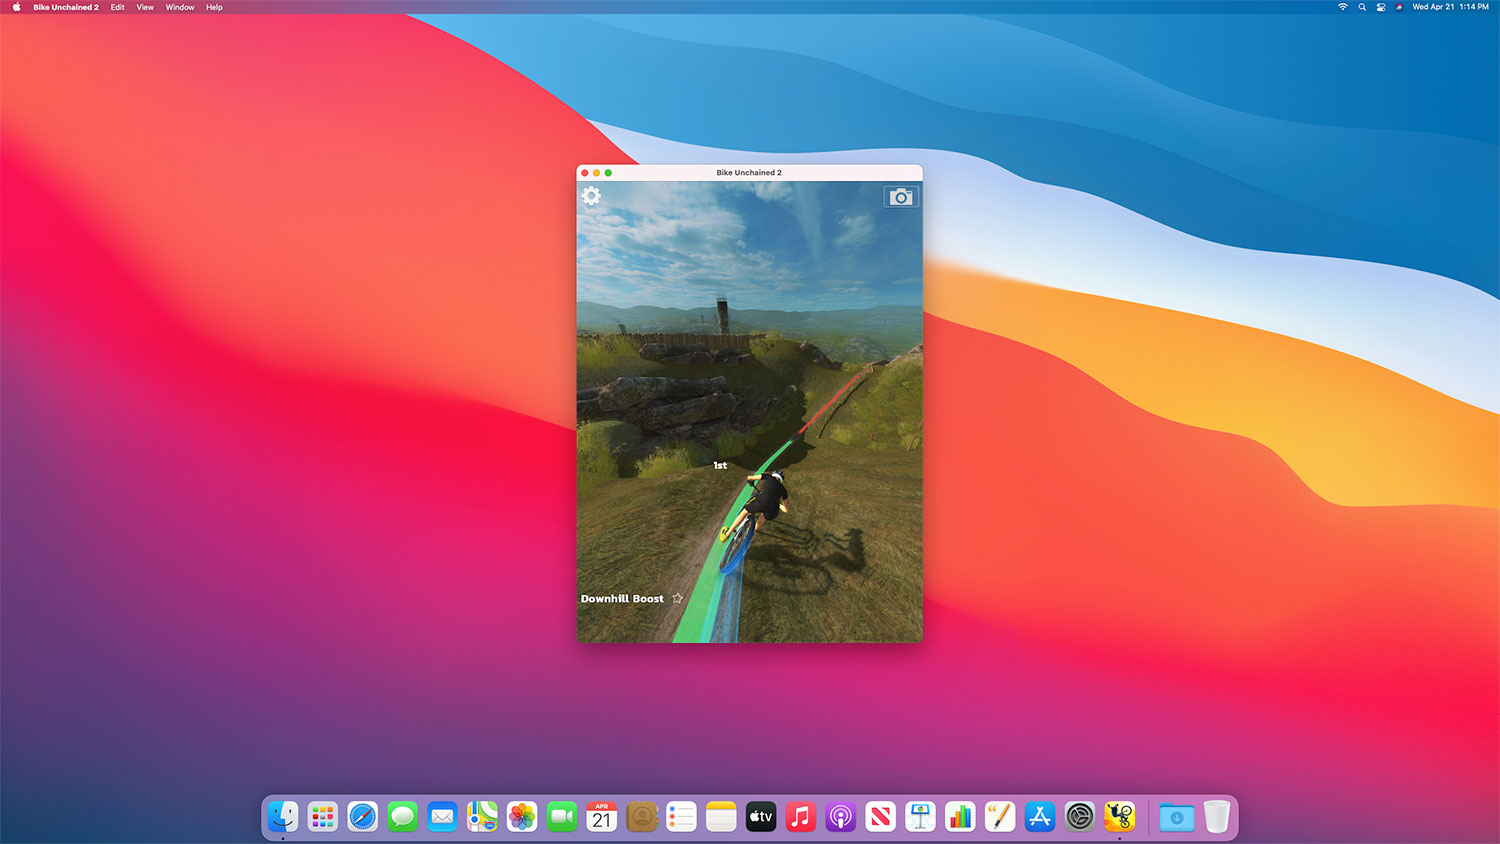 Bike Unchained 2 Edit View Window Help Wed Apr 21 1:14 PM
Bike Unchained 2
1st
Downhill Boost
APR
21
tv